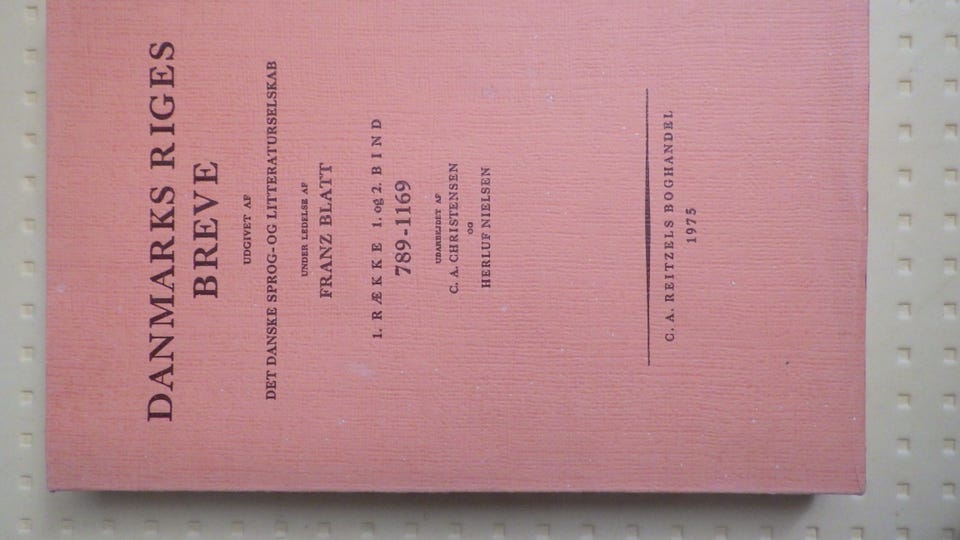 DANMARKS RIGES
BREVE
UDGIVET AF
DET DANSKE SPROG- OG LITTERATURSELSKAB
UNDER LEDELSE AF
FRANZ BLATT
1. RÆKKE 1. og 2. BIND
789-1169
UDARBEJDET AF
C. A. CHRISTENSEN
OG
HERLUF NIELSEN
C. A. REITZELS BOGHANDEL
1975